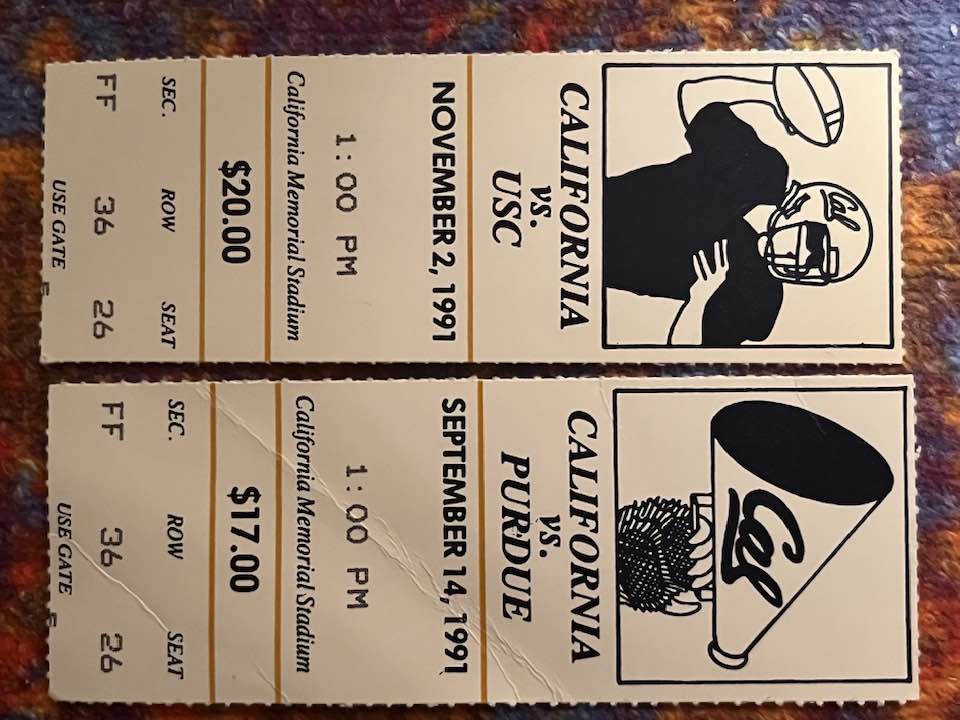 Cal
CALIFORNIA
vs.
USC
NOVEMBER 2, 1991
1:00 PM
California Memorial Stadium
$20.00
SEC. ROW SEAT
FF 36 26
USE GATE
Cal
CALIFORNIA
vs.
PURDUE
SEPTEMBER 14, 1991
1:00 PM
California Memorial Stadium
$17.00
SEC. ROW SEAT
FF 36 26
USE GATE